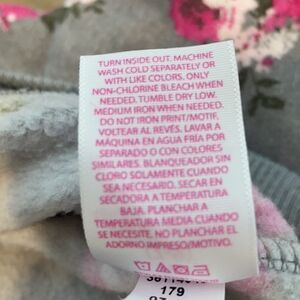 TURN INSIDE OUT. MACHINE
WASH COLD SEPARATELY OR
WITH LIKE COLORS, ONLY
NON-CHLORINE BLEACH WHEN
NEEDED. TUMBLE DRY LOW.
MEDIUM IRON WHEN NEEDED.
DO NOT IRON PRINT/MOTIF.
VOLTEAR AL REVÉS. LAVAR A
MÁQUINA EN AGUA FRÍA POR
SEPARADO O CON COLORES
SIMILARES. BLANQUEADOR SIN
CLORO SOLAMENTE CUANDO
SEA NECESARIO. SECAR EN
SECADORA A TEMPERATURA
BAJA. PLANCHAR A
TEMPERATURA MEDIA CUANDO
SE NECESITE. NO PLANCHAR EL
ADORNO IMPRESO/MOTIVO.
179